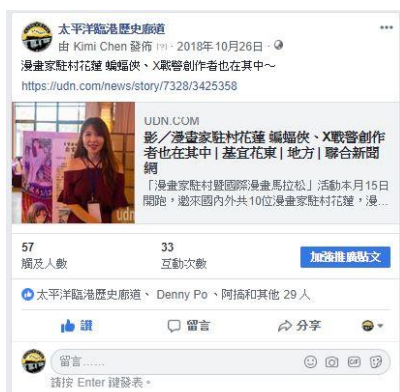 太平洋臨港歷史廊道
由 Kimi Chen 發佈 [?] · 2018年10月26日 ·
漫畫家駐村花蓮 蝙蝠俠、X戰警創作者也在其中～
https://udn.com/news/story/7328/3425358
UDN.COM
影／漫畫家駐村花蓮 蝙蝠俠、X戰警創作
者也在其中 | 基宜花東 | 地方 | 聯合新聞
網
「漫畫家駐村暨國際漫畫馬拉松」活動本月15日
開跑，邀來國內外共10位漫畫家駐村花蓮，漫...
udn
57
觸及人數
33
互動次數
加強推廣貼文
太平洋臨港歷史廊道、 Denny Po、阿搞和其他 29 人
讚
留言
分享
留言......
GIF
請按 Enter 鍵發表。